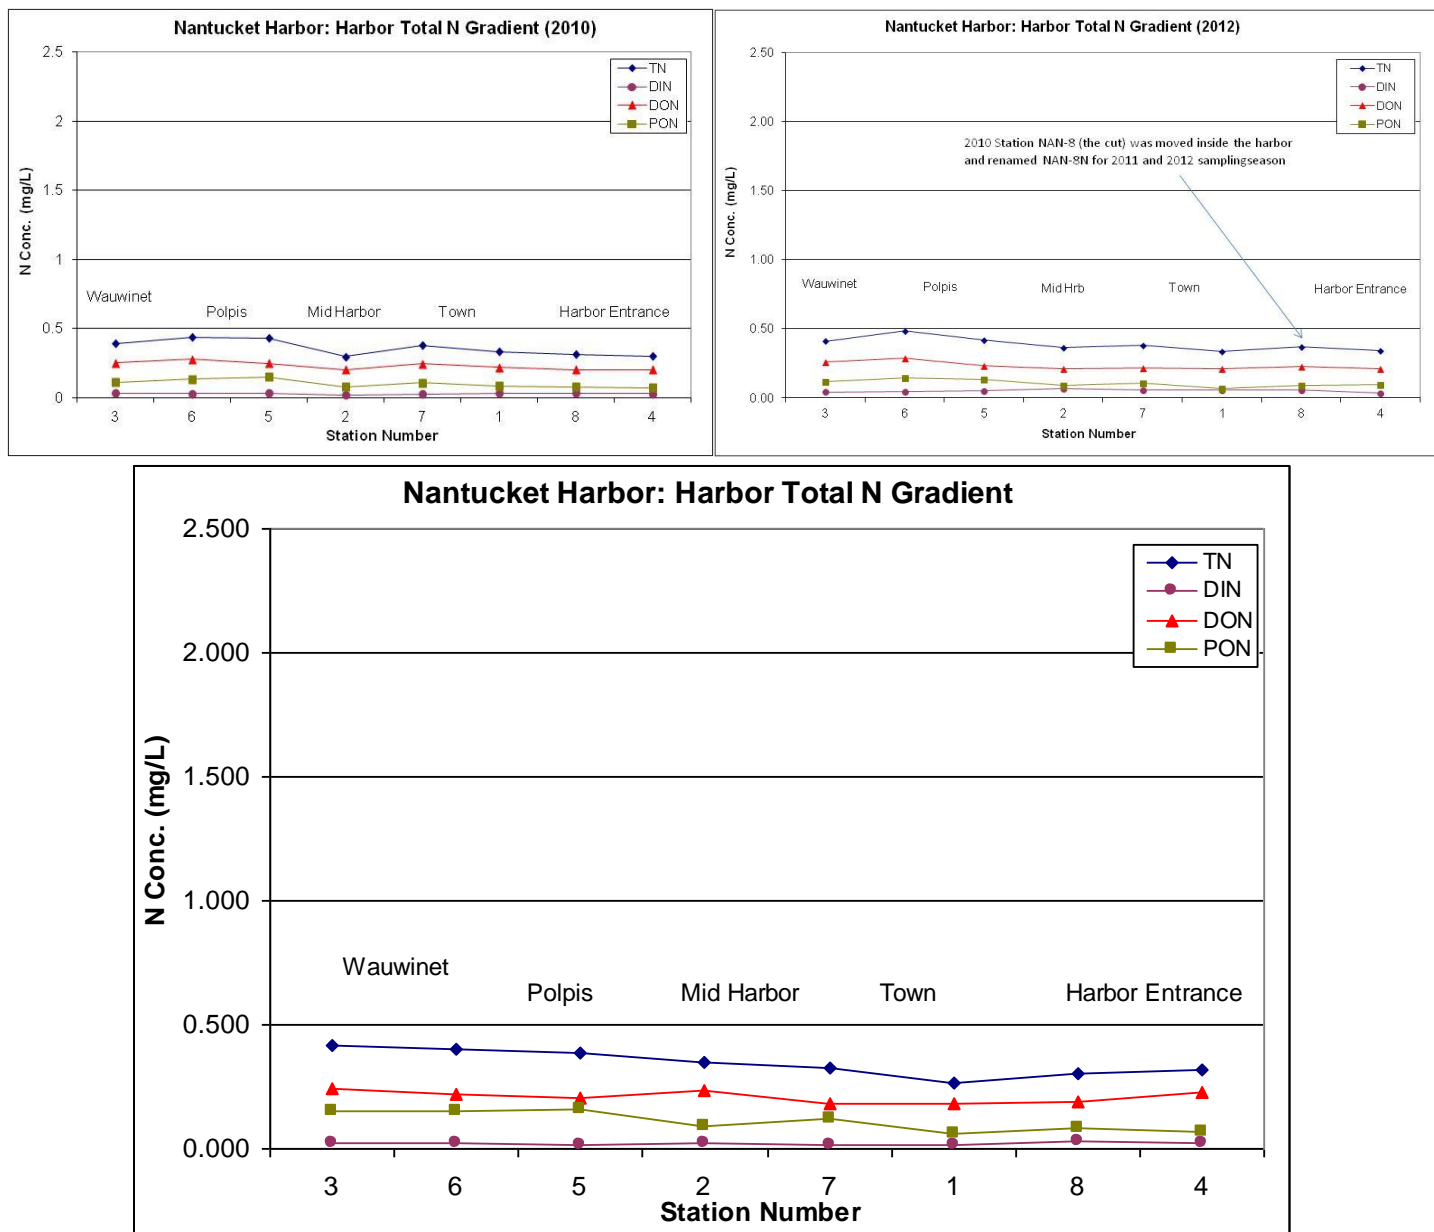 Nantucket Harbor: Harbor Total N Gradient (2010)
2.5
2
1.5
1
0.5
0
N Conc. (mg/L)
TN
DIN
DON
PON
Wauwinet
Polpis
Mid Harbor
Town
Harbor Entrance
3 6 5 2 7 1 8 4
Station Number
Nantucket Harbor: Harbor Total N Gradient (2012)
2.50
2.00
1.50
1.00
0.50
0.00
N Conc. (mg/L)
TN
DIN
DON
PON
2010 Station NAN-8 (the cut) was moved inside the harbor
and renamed NAN-8N for 2011 and 2012 samplingseason
Wauwinet
Polpis
Mid Hrb
Town
Harbor Entrance
3 6 5 2 7 1 8 4
Station Number
Nantucket Harbor: Harbor Total N Gradient
2.500
2.000
1.500
1.000
0.500
0.000
N Conc. (mg/L)
TN
DIN
DON
PON
Wauwinet
Polpis
Mid Harbor
Town
Harbor Entrance
3 6 5 2 7 1 8 4
Station Number